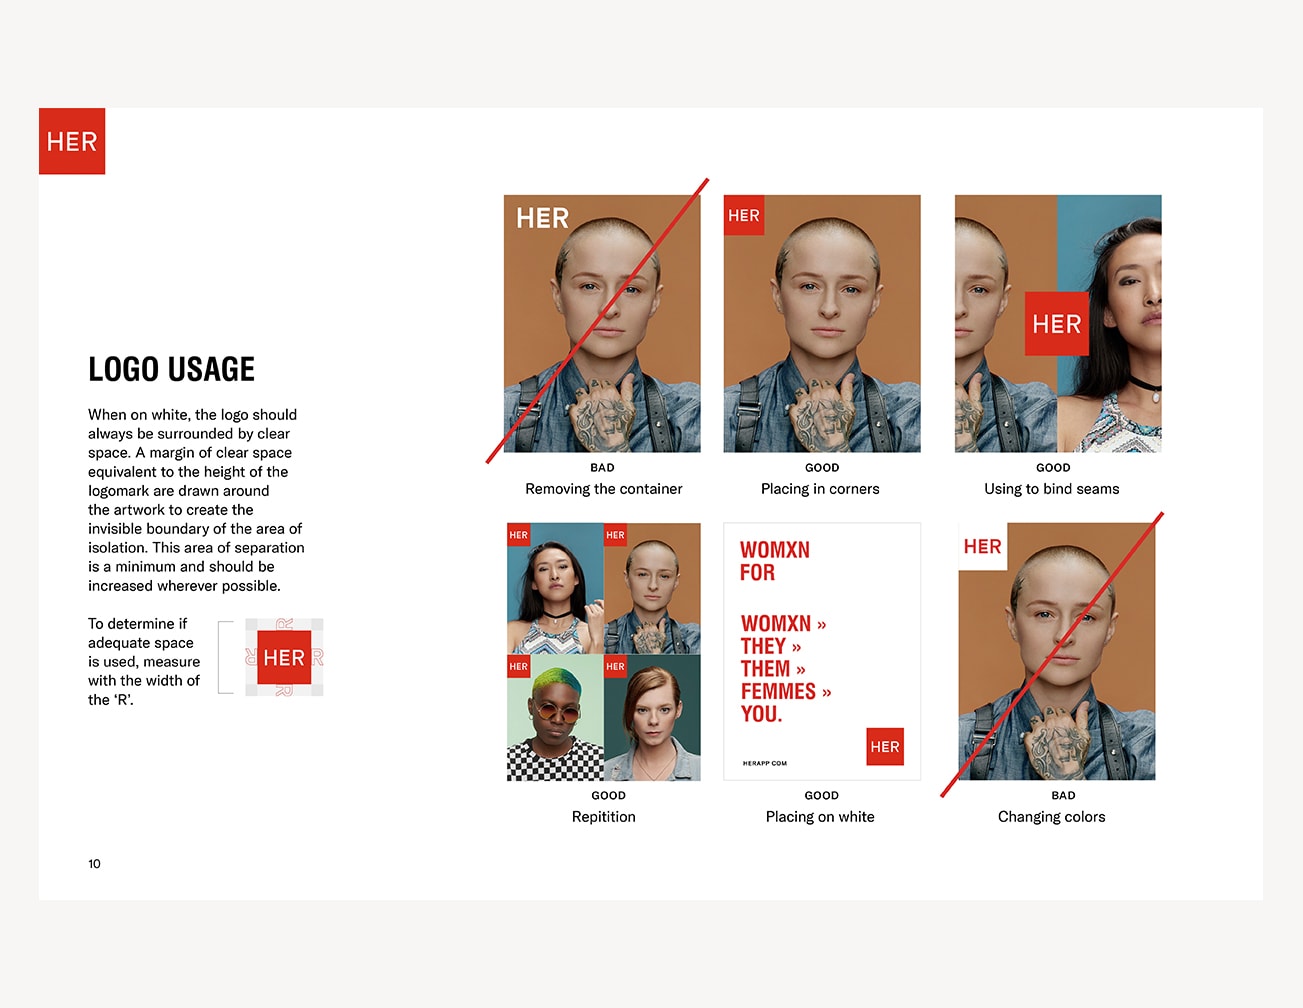 HER
LOGO USAGE
When on white, the logo should
always be surrounded by clear
space. A margin of clear space
equivalent to the height of the
logomark are drawn around
the artwork to create the
invisible boundary of the area of
isolation. This area of separation
is a minimum and should be
increased wherever possible.
To determine if
adequate space
is used, measure
with the width of
the ‘R’.
R
R
HER
R
R
10
HER
BAD
Removing the container
HER
GOOD
Placing in corners
HER
GOOD
Using to bind seams
HER
HER
HER
HER
GOOD
Repitition
WOMXN
FOR
WOMXN »
THEY »
THEM »
FEMMES »
YOU.
HERAPP COM
HER
GOOD
Placing on white
HER
BAD
Changing colors